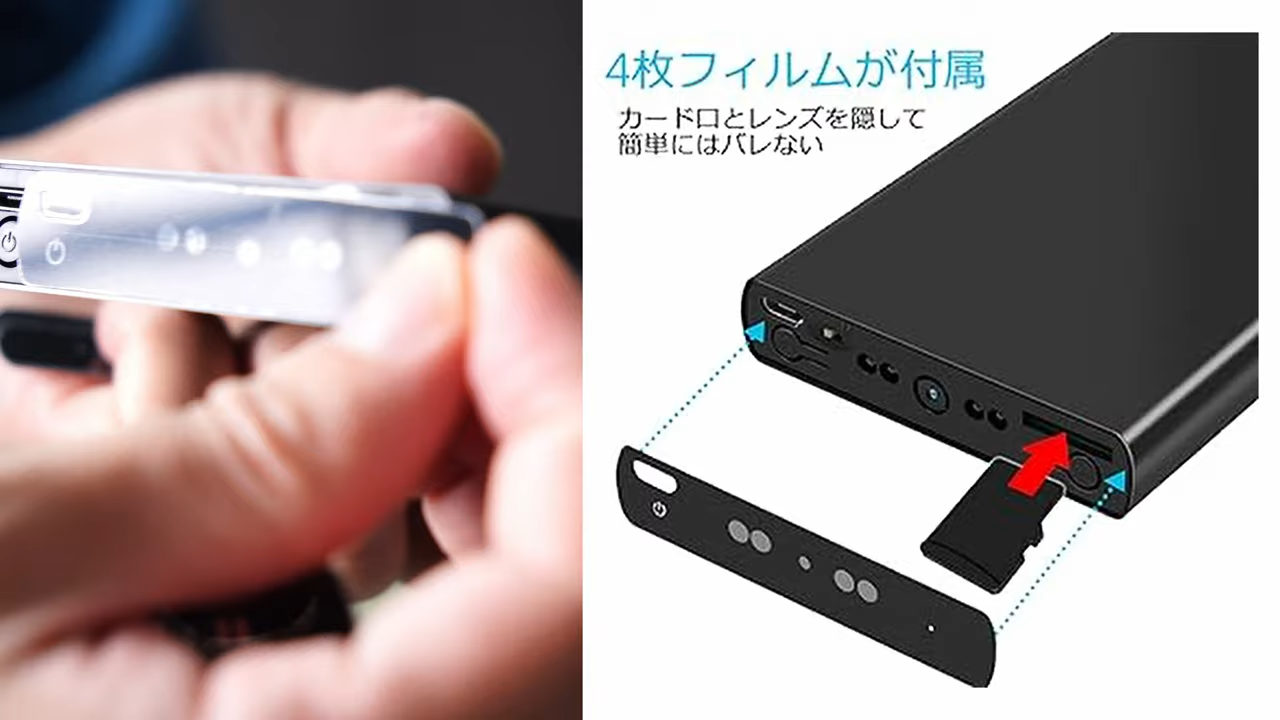 4枚フィルムが付属
カード口とレンズを隠して
簡単にはバレない